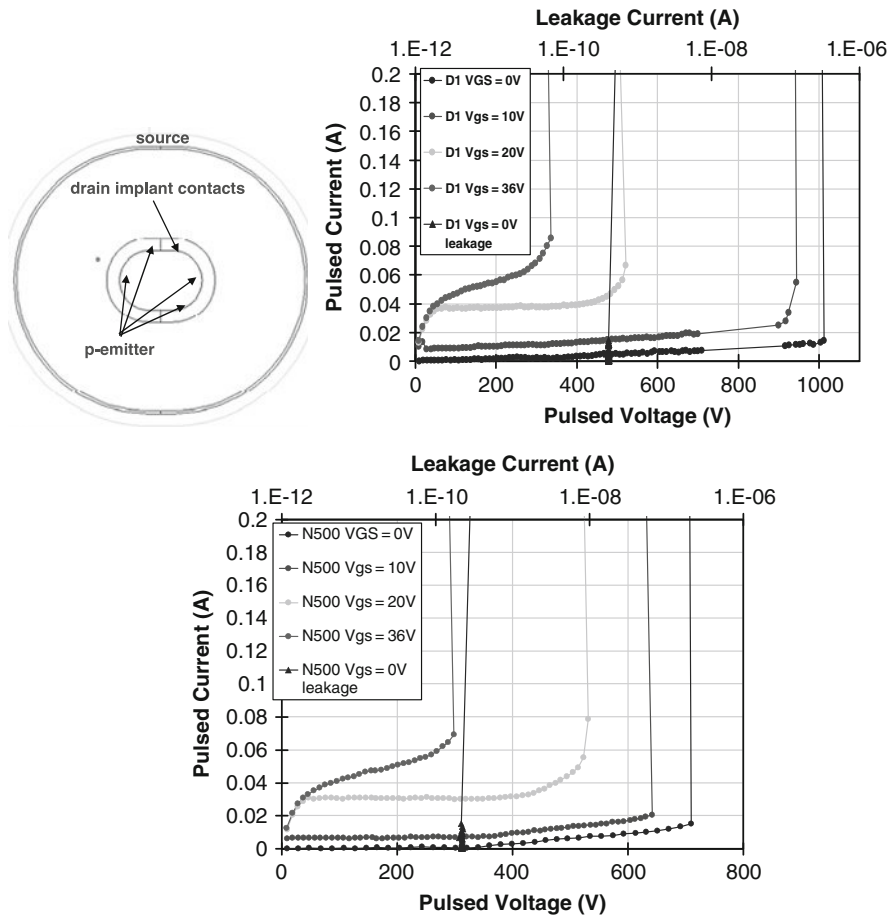 source
drain implant contacts
p-emitter
Leakage Current (A)
1.E-12 1.E-10 1.E-08 1.E-06
0.2
0.18
0.16
0.14
0.12
0.1
0.08
0.06
0.04
0.02
0
Pulsed Current (A)
D1 VGS = 0V
D1 Vgs = 10V
D1 Vgs = 20V
D1 Vgs = 36V
D1 Vgs = 0V
leakage
0 200 400 600 800 1000
Pulsed Voltage (V)
Leakage Current (A)
1.E-12 1.E-10 1.E-08 1.E-06
0.2
0.18
0.16
0.14
0.12
0.1
0.08
0.06
0.04
0.02
0
Pulsed Current (A)
N500 VGS = 0V
N500 Vgs = 10V
N500 Vgs = 20V
N500 Vgs = 36V
N500 Vgs = 0V
leakage
0 200 400 600 800
Pulsed Voltage (V)